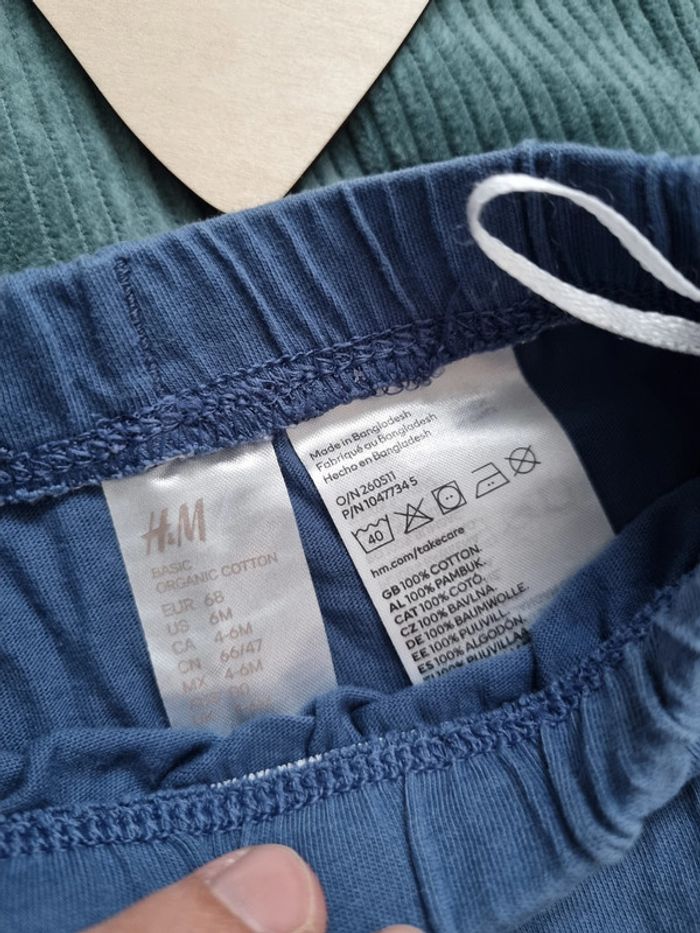 H&M
BASIC
ORGANIC COTTON
EUR 68
US 6M
CA 4-6M
CN 66/47
MX 4-6M
Made in Bangladesh
Fabriqué au Bangladesh
Hecho en Bangladesh
O/N 260511
P/N 1047734 5
40
hm.com/takecare
GB 100% COTTON.
AL 100% PAMBUK.
CAT 100% COTÓ.
CZ 100% BAVLNA.
DE 100% BAUMWOLLE.
EE 100% PUUVILL.
ES 100% ALGODÓN.